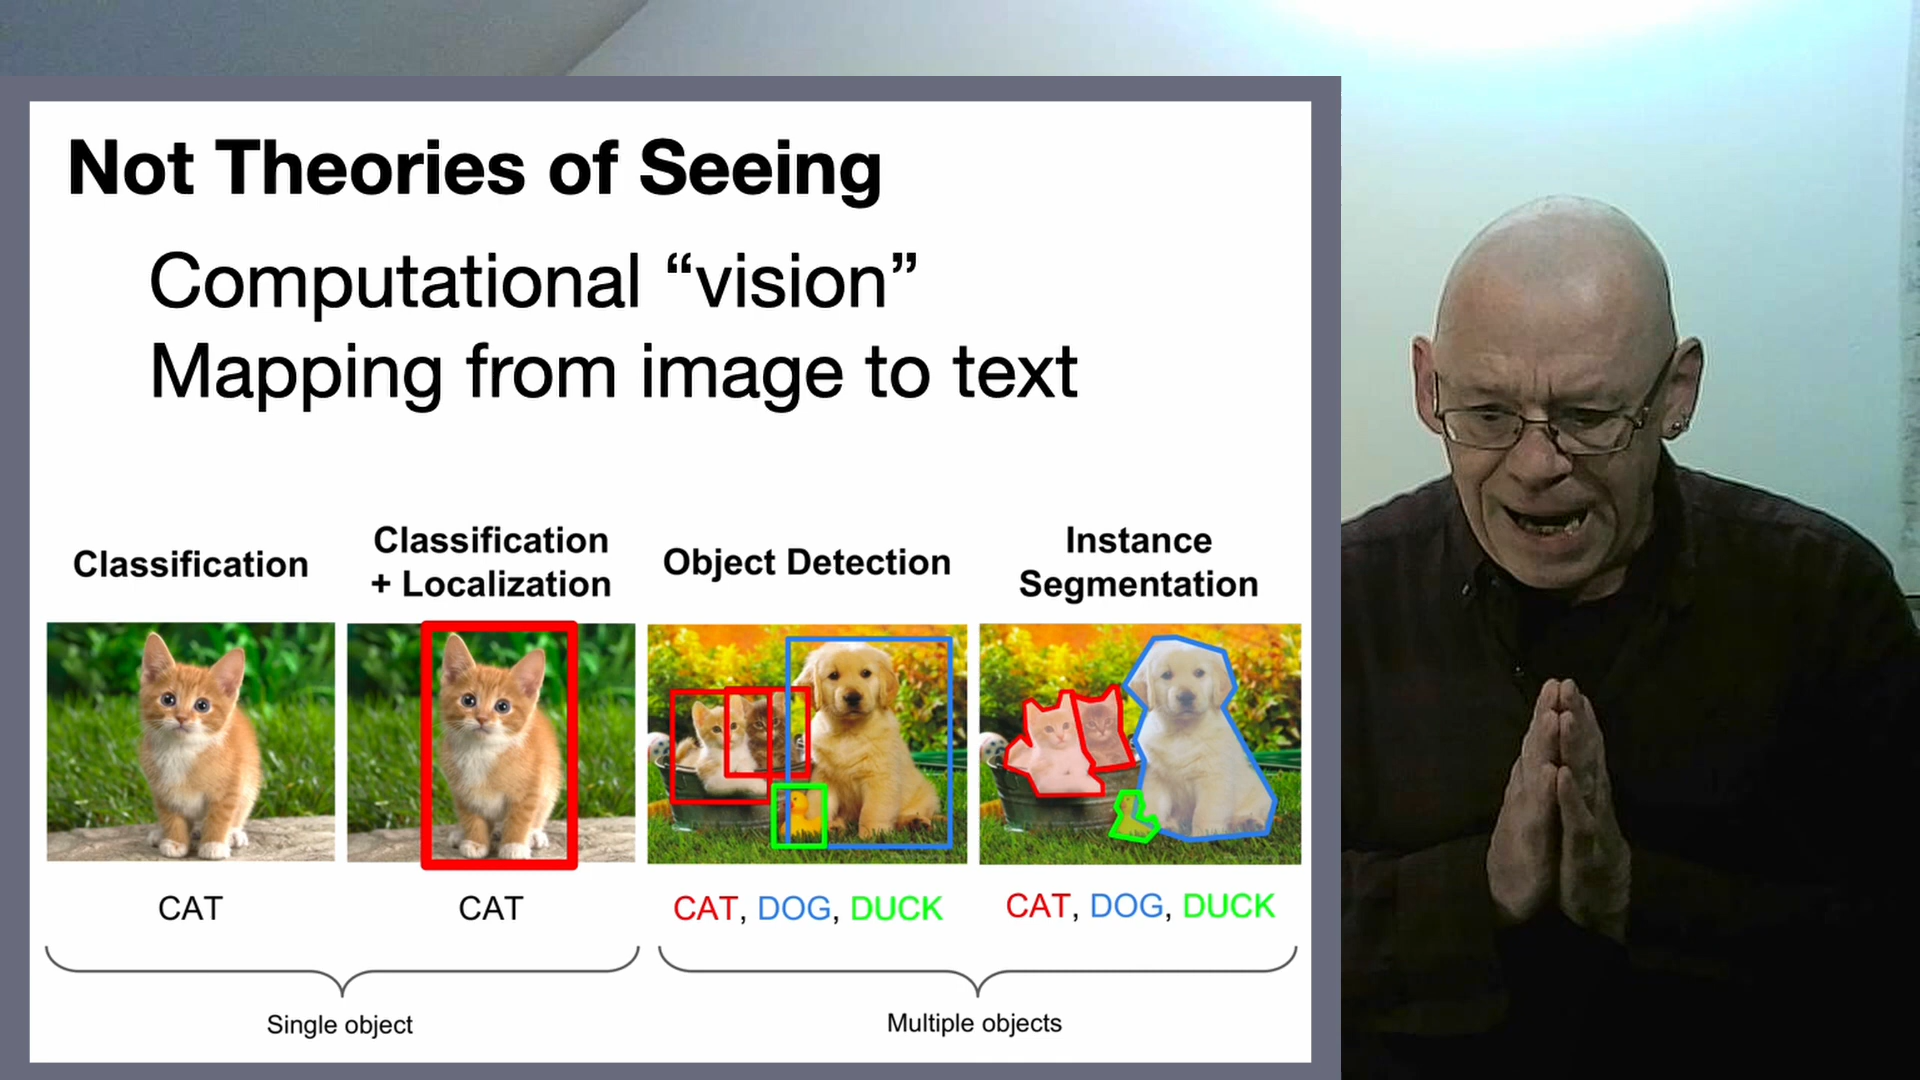 Not Theories of Seeing
Computational “vision”
Mapping from image to text
Classification
Classification
+ Localization
Object Detection
Instance
Segmentation
CAT
CAT
CAT, DOG, DUCK
CAT, DOG, DUCK
Single object
Multiple objects